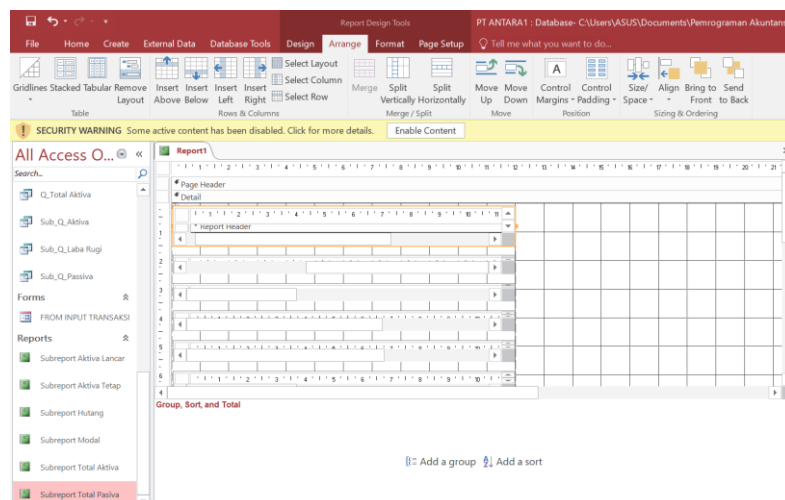 Report Design Tools
PT ANTARA1 : Database- C:\Users\ASUS\Documents\Pemrograman Akuntans
File Home Create External Data Database Tools Design Arrange Format Page Setup Tell me what you want to do...
Gridlines Stacked Tabular Remove Layout
Insert Above Insert Below Insert Left Insert Right
Select Layout
Select Column
Select Row
Merge Split Vertically Split Horizontally
Move Up Move Down
Control Margins Control Padding
Size/ Space Align Bring to Front Send to Back
Table Rows & Columns Merge / Split Move Position Sizing & Ordering
SECURITY WARNING Some active content has been disabled. Click for more details. Enable Content
All Access O...
Report1
Search...
Page Header
Detail
Report Header
Q_Total Aktiva
Sub_Q_Aktiva
Sub_Q_Laba Rugi
Sub_Q_Passiva
Forms
FROM INPUT TRANSAKSI
Reports
Subreport Aktiva Lancar
Subreport Aktiva Tetap
Subreport Hutang
Subreport Modal
Subreport Total Aktiva
Subreport Total Pasiva
Group, Sort, and Total
Add a group Add a sort